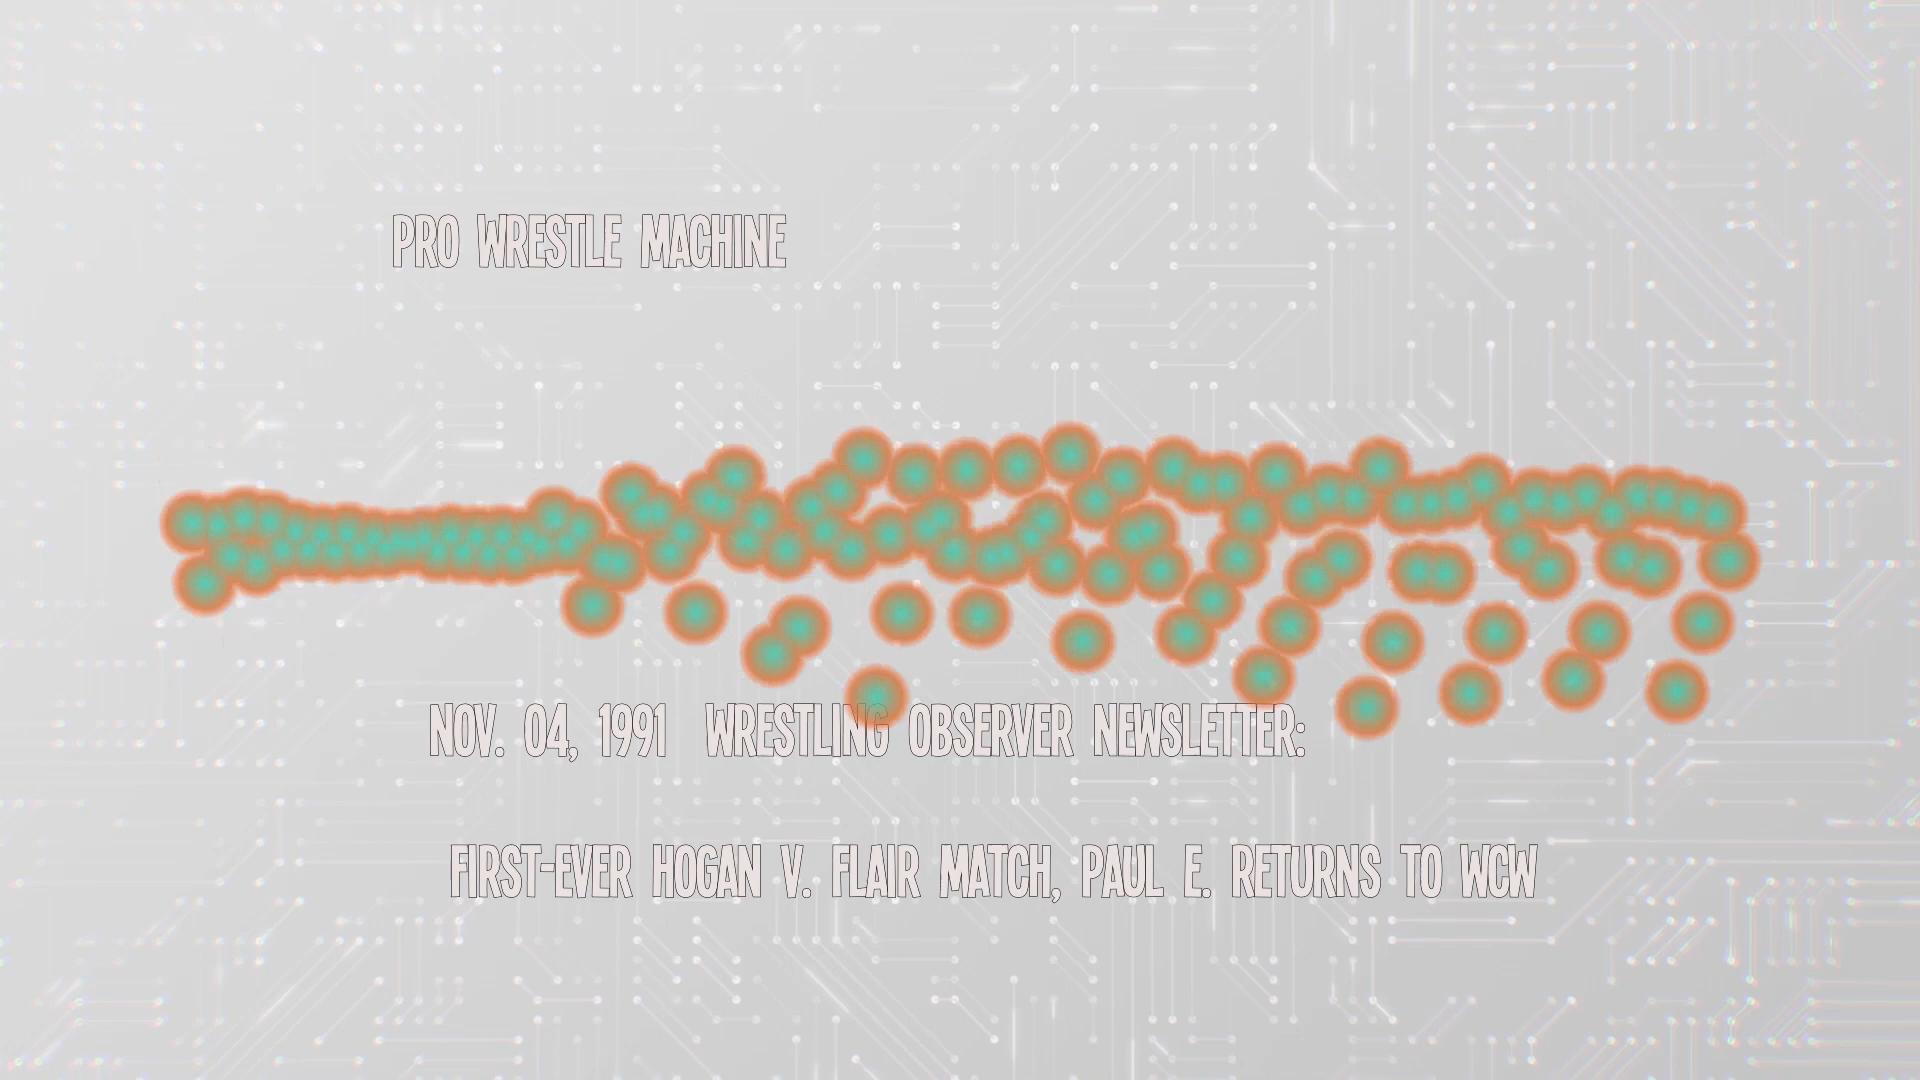 PRO WRESTLE MACHINE
NOV. 04, 1991 WRESTLING OBSERVER NEWSLETTER:
FIRST-EVER HOGAN V. FLAIR MATCH, PAUL E. RETURNS TO WCW